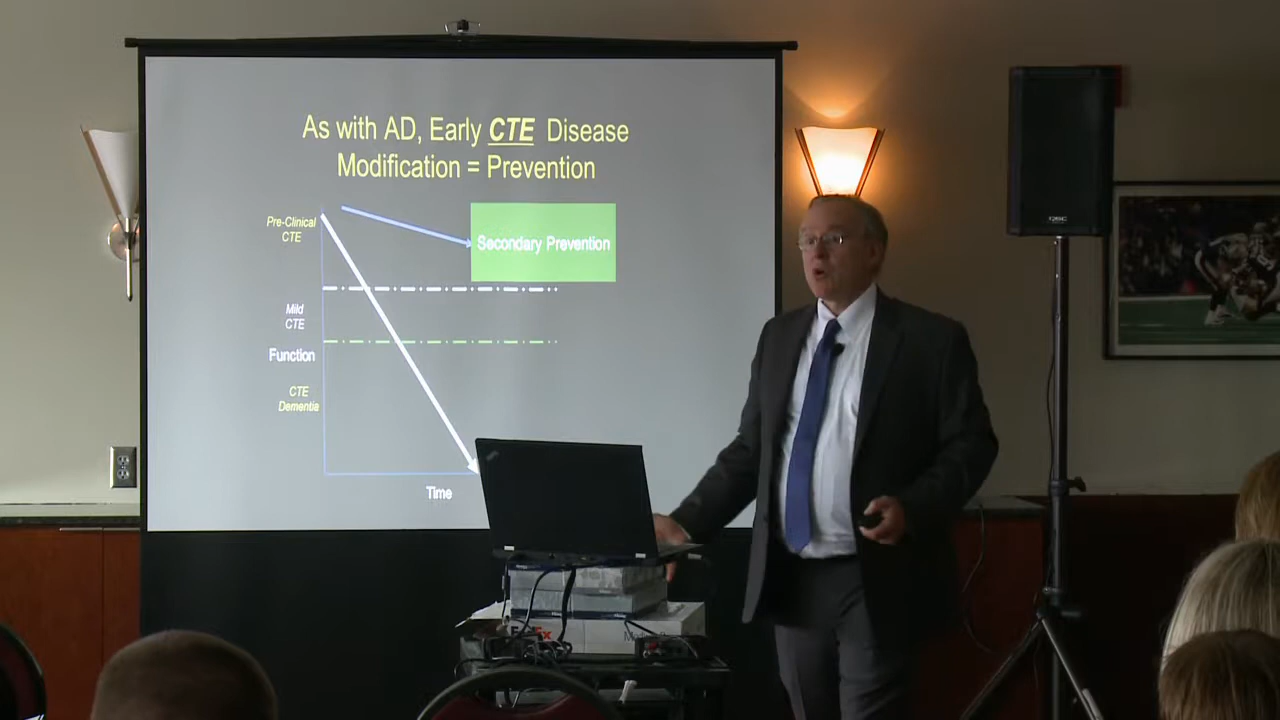 As with AD, Early CTE Disease
Modification = Prevention
Pre-Clinical
CTE
Secondary Prevention
Mild
CTE
Function
CTE
Dementia
Time
QSC